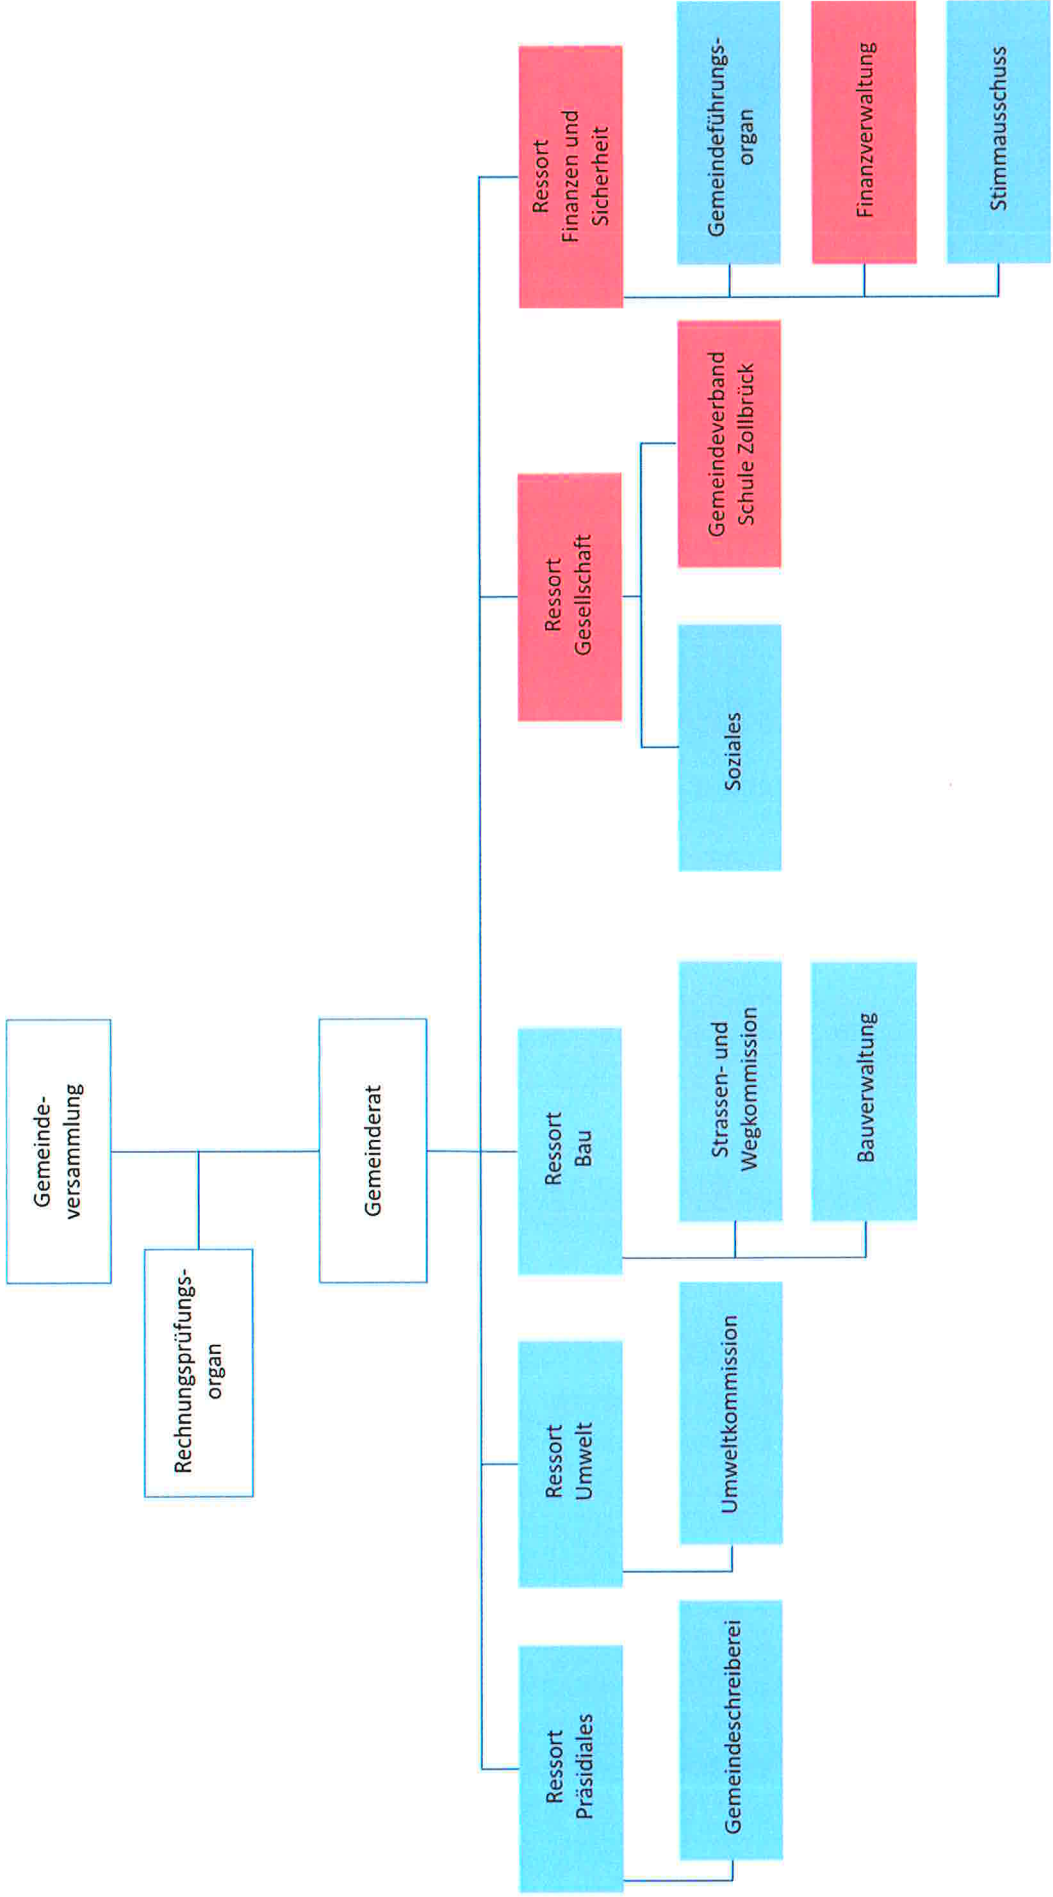 Gemeinde-
versammlung
Rechnungsprüfungs-
organ
Gemeinderat
Ressort
Präsidiales
Ressort
Umwelt
Ressort
Bau
Ressort
Gesellschaft
Ressort
Finanzen und
Sicherheit
Gemeindeschreiberei
Umweltkommission
Strassen- und
Wegkommission
Soziales
Gemeindeverband
Schule Zollbrück
Gemeindeführungs-
organ
Bauverwaltung
Finanzverwaltung
Stimmausschuss